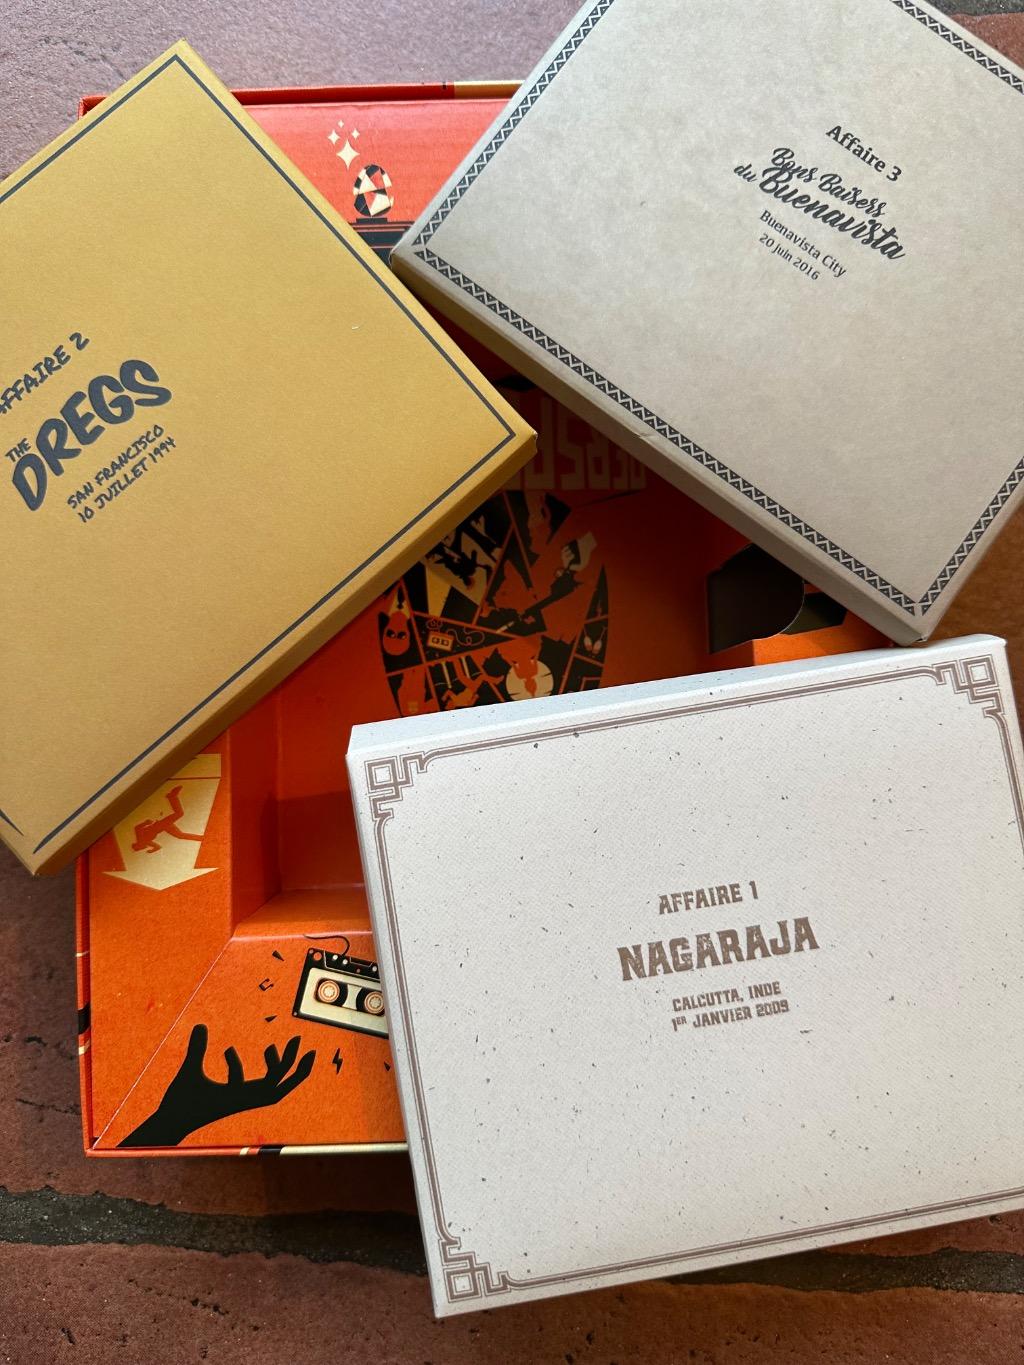 Affaire 3
Bons Baisers
du Buenavista
Buenavista City
20 Juin 2016
AFFAIRE 2
THE
DREGS
SAN FRANCISCO
10 JUILLET 1994
AFFAIRE 1
NAGARAJA
CALCUTTA, INDE
1ER JANVIER 2009